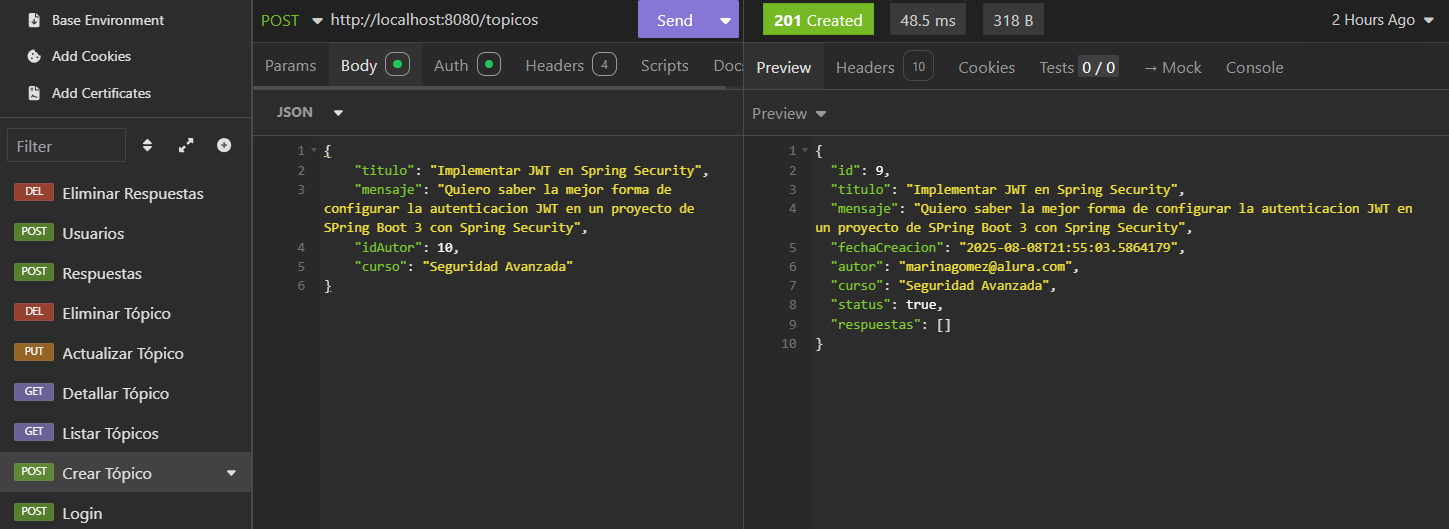 Base Environment
Add Cookies
Add Certificates
Filter
DEL Eliminar Respuestas
POST Usuarios
POST Respuestas
DEL Eliminar Tópico
PUT Actualizar Tópico
GET Detallar Tópico
GET Listar Tópicos
POST Crear Tópico
POST Login
POST http://localhost:8080/topicos Send
Params Body Auth Headers 4 Scripts Docs
JSON
1 {
2 "titulo": "Implementar JWT en Spring Security",
3 "mensaje": "Quiero saber la mejor forma de
configurar la autenticacion JWT en un proyecto de
SPring Boot 3 con Spring Security",
4 "idAutor": 10,
5 "curso": "Seguridad Avanzada"
6 }
201 Created 48.5 ms 318 B 2 Hours Ago
Preview Headers 10 Cookies Tests 0 / 0 → Mock Console
Preview
1 {
2 "id": 9,
3 "titulo": "Implementar JWT en Spring Security",
4 "mensaje": "Quiero saber la mejor forma de configurar la autenticacion JWT en
un proyecto de SPring Boot 3 con Spring Security",
5 "fechaCreacion": "2025-08-08T21:55:03.5864179",
6 "autor": "marinagomez@alura.com",
7 "curso": "Seguridad Avanzada",
8 "status": true,
9 "respuestas": []
10 }